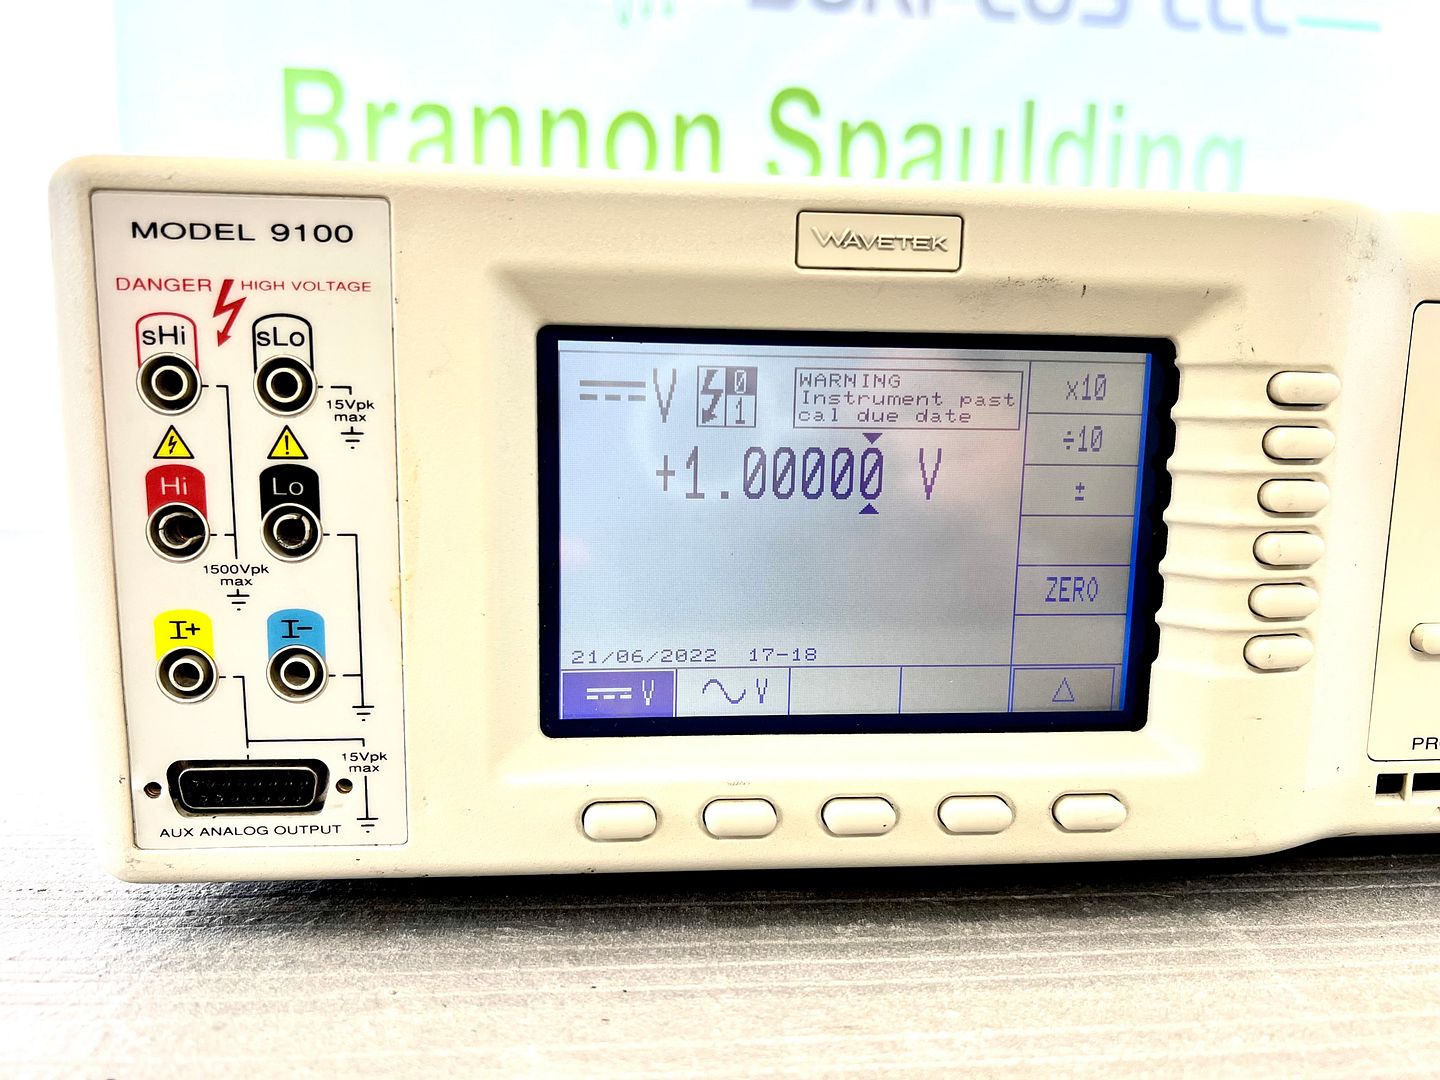 SURPLUS LLC
Brannon Spaulding
MODEL 9100
DANGER HIGH VOLTAGE
sHi sLo
15Vpk
max
Hi Lo
1500Vpk
max
I+ I-
15Vpk
max
AUX ANALOG OUTPUT
WAVETEK
V 0
1
WARNING
Instrument past
cal due date
+1.00000 V
x10
÷10
±
ZERO
21/06/2022 17-18
V V Δ